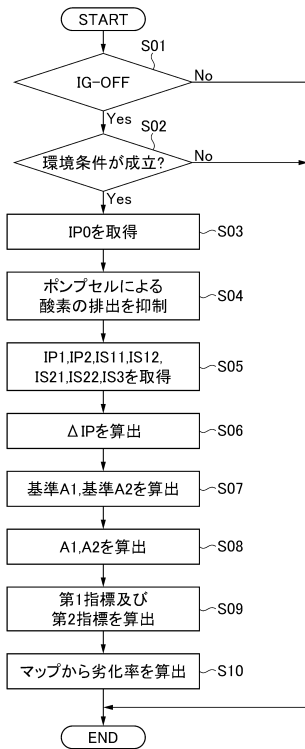 START
S01
IG-OFF
No
Yes
S02
環境条件が成立?
No
Yes
IP0を取得
S03
ポンプセルによる
酸素の排出を抑制
S04
IP1,IP2,IS11,IS12,
IS21,IS22,IS3を取得
S05
ΔIPを算出
S06
基準A1,基準A2を算出
S07
A1,A2を算出
S08
第1指標及び
第2指標を算出
S09
マップから劣化率を算出
S10
END